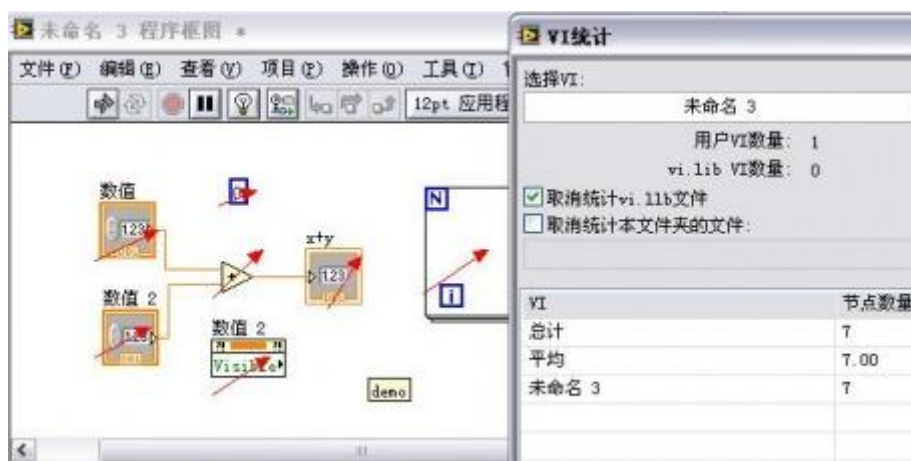 未命名 3 程序框图 *
文件(F) 编辑(E) 查看(V) 项目(P) 操作(O) 工具(T)
12pt 应用程
数值
123
x+y
123
数值 2
123
数值 2
Visible
demo
N
i
VI统计
选择VI:
未命名 3
用户VI数量: 1
vi.lib VI数量: 0
取消统计vi.llb文件
取消统计本文件夹的文件:
VI 节点数量
总计 7
平均 7.00
未命名 3 7